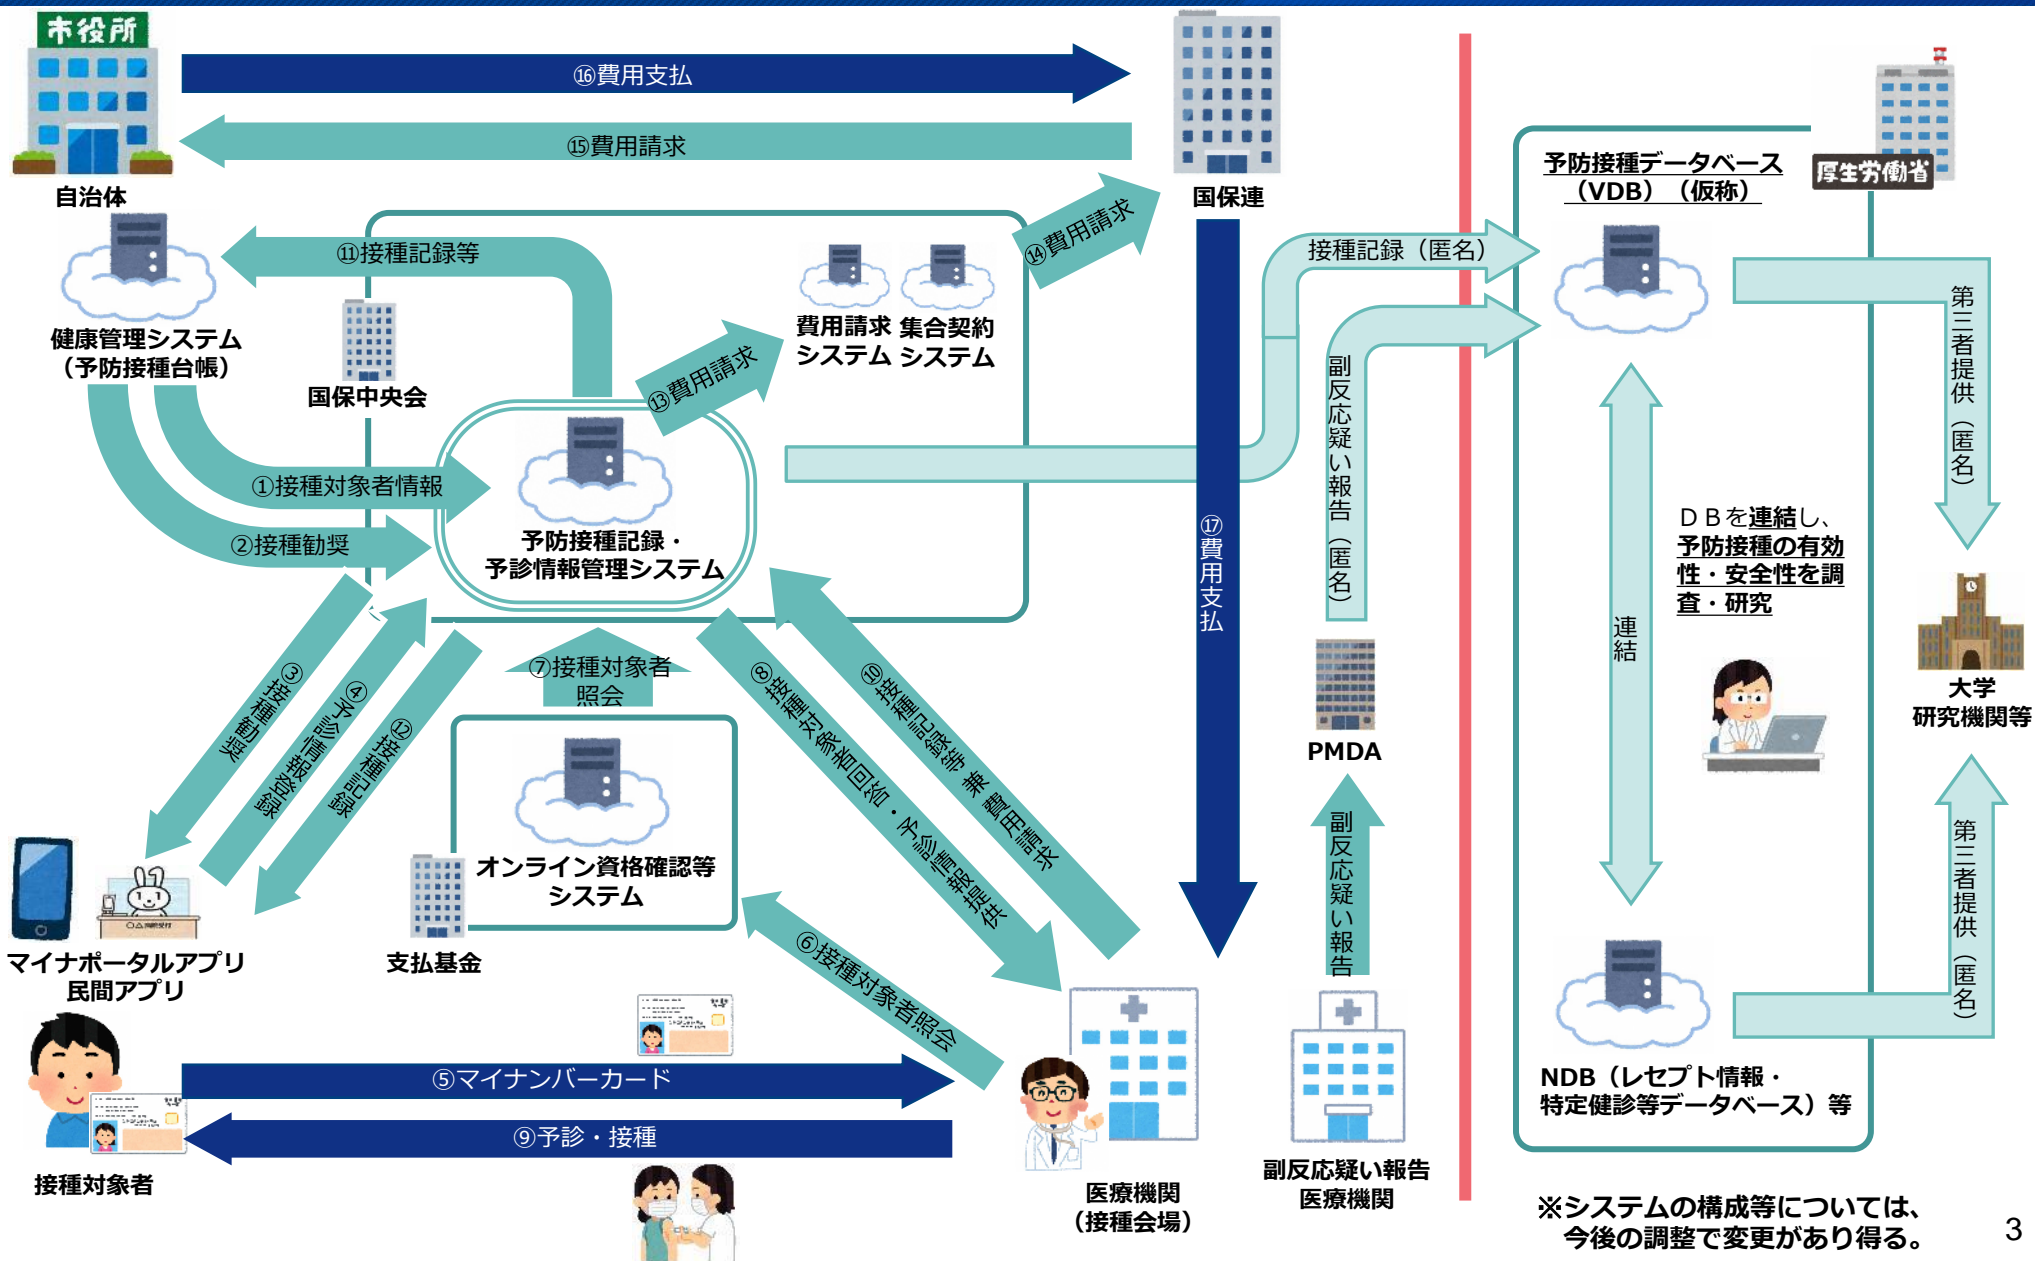 市役所
自治体
⑯費用支払
⑮費用請求
国保連
健康管理システム
（予防接種台帳）
⑪接種記録等
国保中央会
①接種対象者情報
②接種勧奨
⑬費用請求
費用請求
システム
集合契約
システム
⑭費用請求
予防接種記録・
予診情報管理システム
③接種勧奨
④予診情報登録
⑫接種記録
⑦接種対象者
照会
オンライン資格確認等
システム
支払基金
⑧接種対象者回答・予診情報提供
⑩接種記録等 兼 費用請求
⑥接種対象者照会
⑰費用支払
マイナポータルアプリ
民間アプリ
⑤マイナンバーカード
⑨予診・接種
接種対象者
医療機関
（接種会場）
副反応疑い報告
医療機関
副反応疑い報告
PMDA
副反応疑い報告（匿名）
接種記録（匿名）
予防接種データベース
（VDB）（仮称）
厚生労働省
第三者提供（匿名）
連結
ＤＢを連結し、
予防接種の有効
性・安全性を調
査・研究
大学
研究機関等
第三者提供（匿名）
NDB（レセプト情報・
特定健診等データベース）等
※システムの構成等については、
今後の調整で変更があり得る。
3